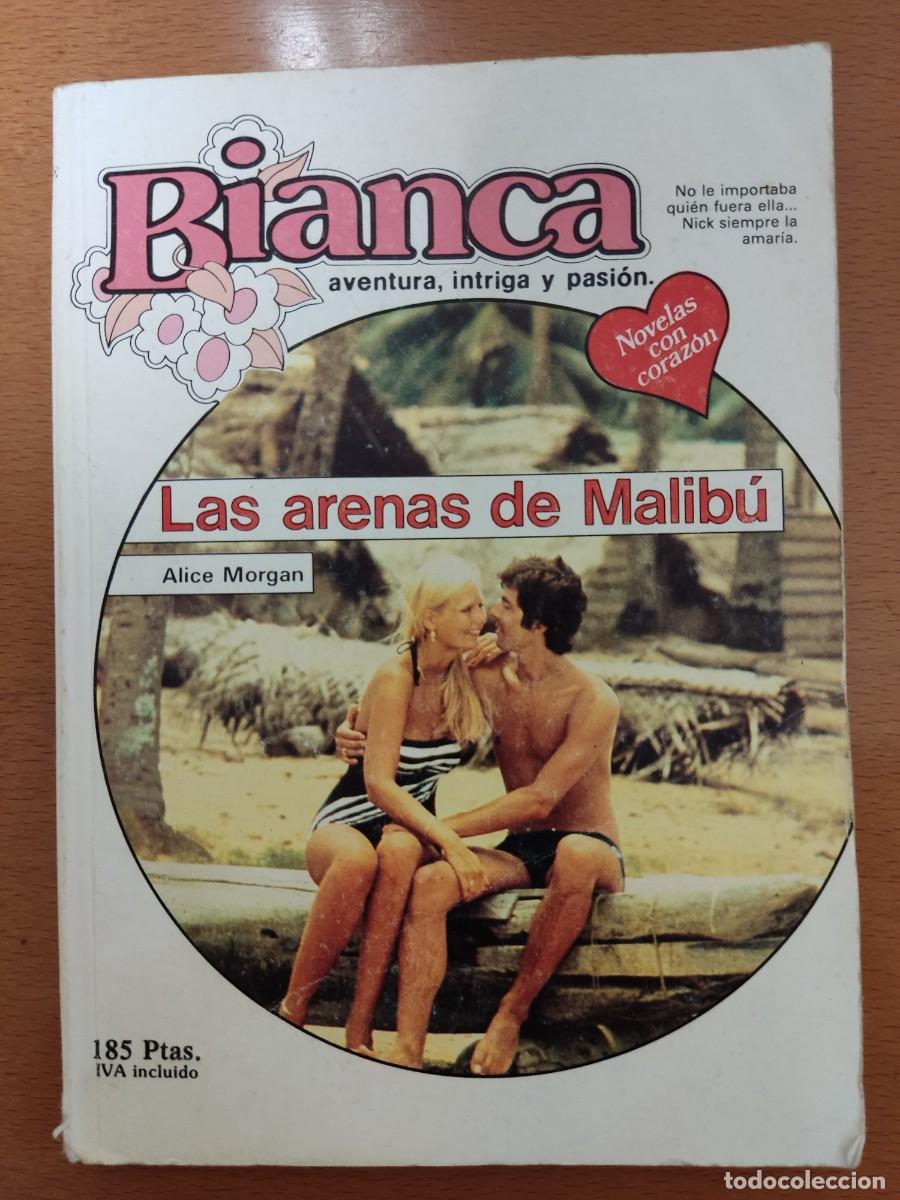 Bianca
aventura, intriga y pasión.
No le importaba
quién fuera ella...
Nick siempre la
amaría.
Novelas
con
corazón
Las arenas de Malibú
Alice Morgan
185 Ptas.
IVA incluido
todocoleccion